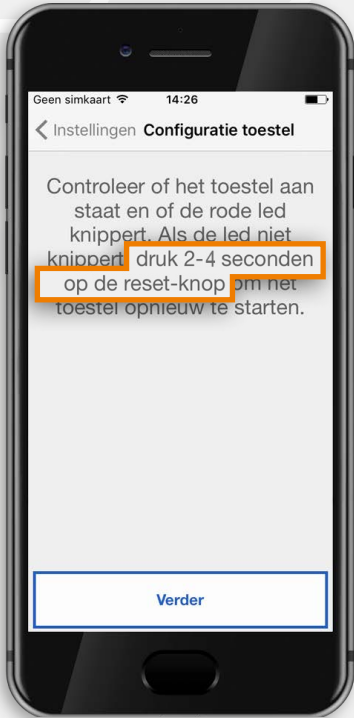 Geen simkaart 14:26
Instellingen Configuratie toestel
Controleer of het toestel aan
staat en of de rode led
knippert. Als de led niet
knippert druk 2-4 seconden
op de reset-knop om het
toestel opnieuw te starten.
Verder